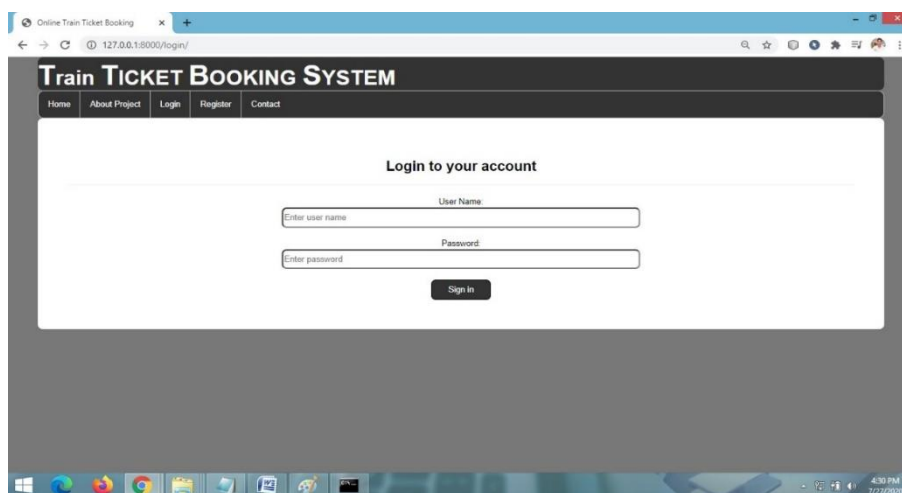 Online Train Ticket Booking
127.0.0.1:8000/login/
Train TICKET BOOKING SYSTEM
Home About Project Login Register Contact
Login to your account
User Name:
Enter user name
Password:
Enter password
Sign in
4:30 PM